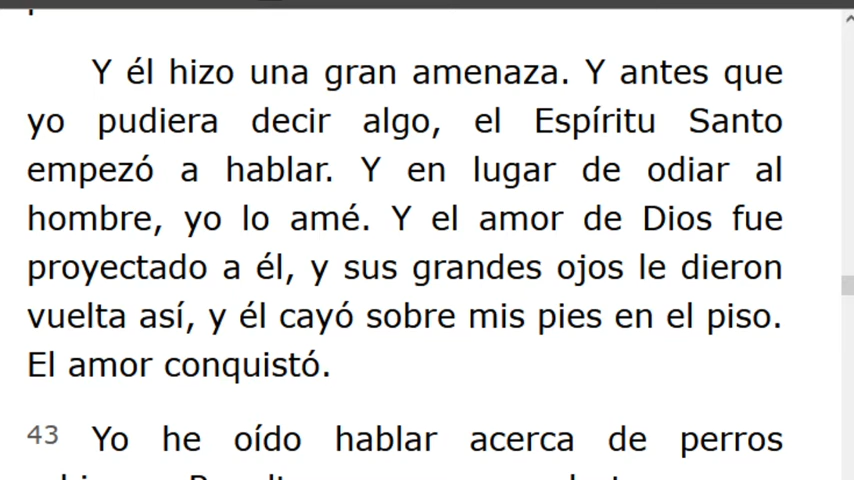 Y él hizo una gran amenaza. Y antes que
yo pudiera decir algo, el Espíritu Santo
empezó a hablar. Y en lugar de odiar al
hombre, yo lo amé. Y el amor de Dios fue
proyectado a él, y sus grandes ojos le dieron
vuelta así, y él cayó sobre mis pies en el piso.
El amor conquistó.
43 Yo he oído hablar acerca de perros